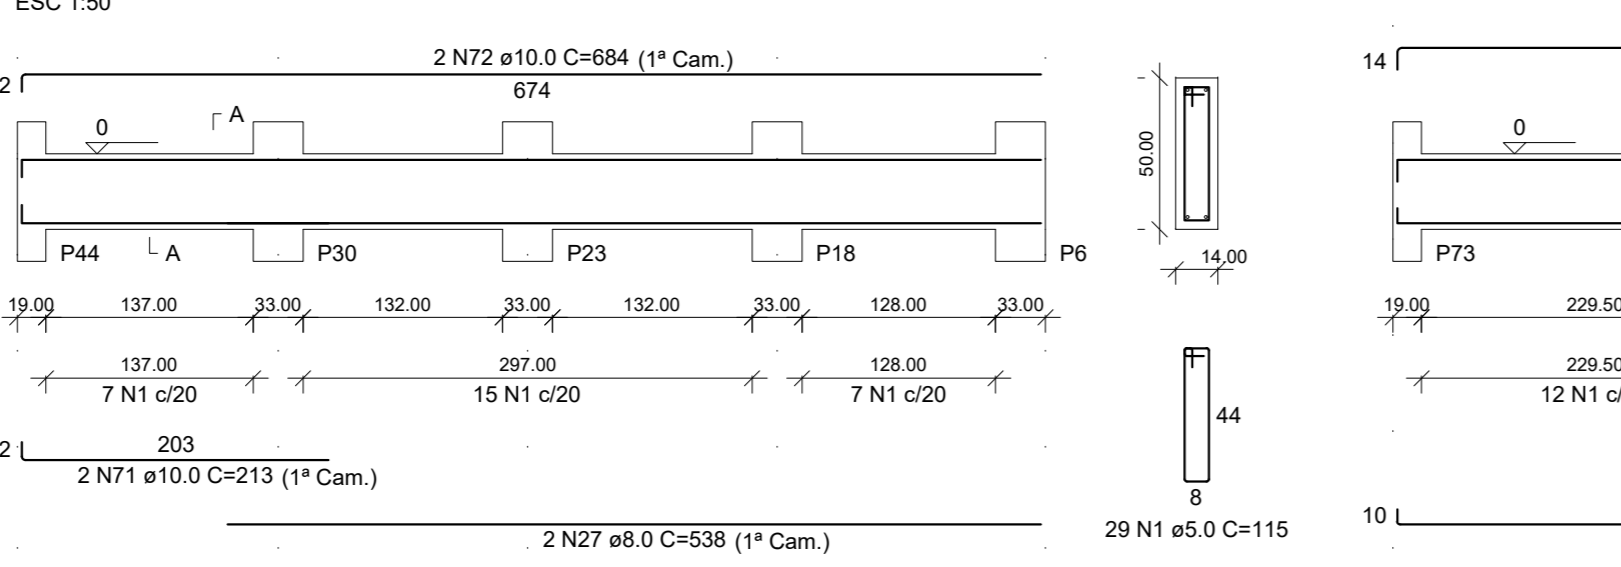 ESC 1:50
2 N72 ø10.0 C=684 (1ª Cam.)
2
674
A
0
A
P44
P30
P23
P18
P6
19.00 137.00 33.00 132.00 33.00 132.00 33.00 128.00 33.00
137.00 297.00 128.00
7 N1 c/20 15 N1 c/20 7 N1 c/20
2
203
2 N71 ø10.0 C=213 (1ª Cam.)
2 N27 ø8.0 C=538 (1ª Cam.)
50.00
14.00
44
8
29 N1 ø5.0 C=115
14
0
P73
19.00 229.50
229.50
12 N1 c/
10